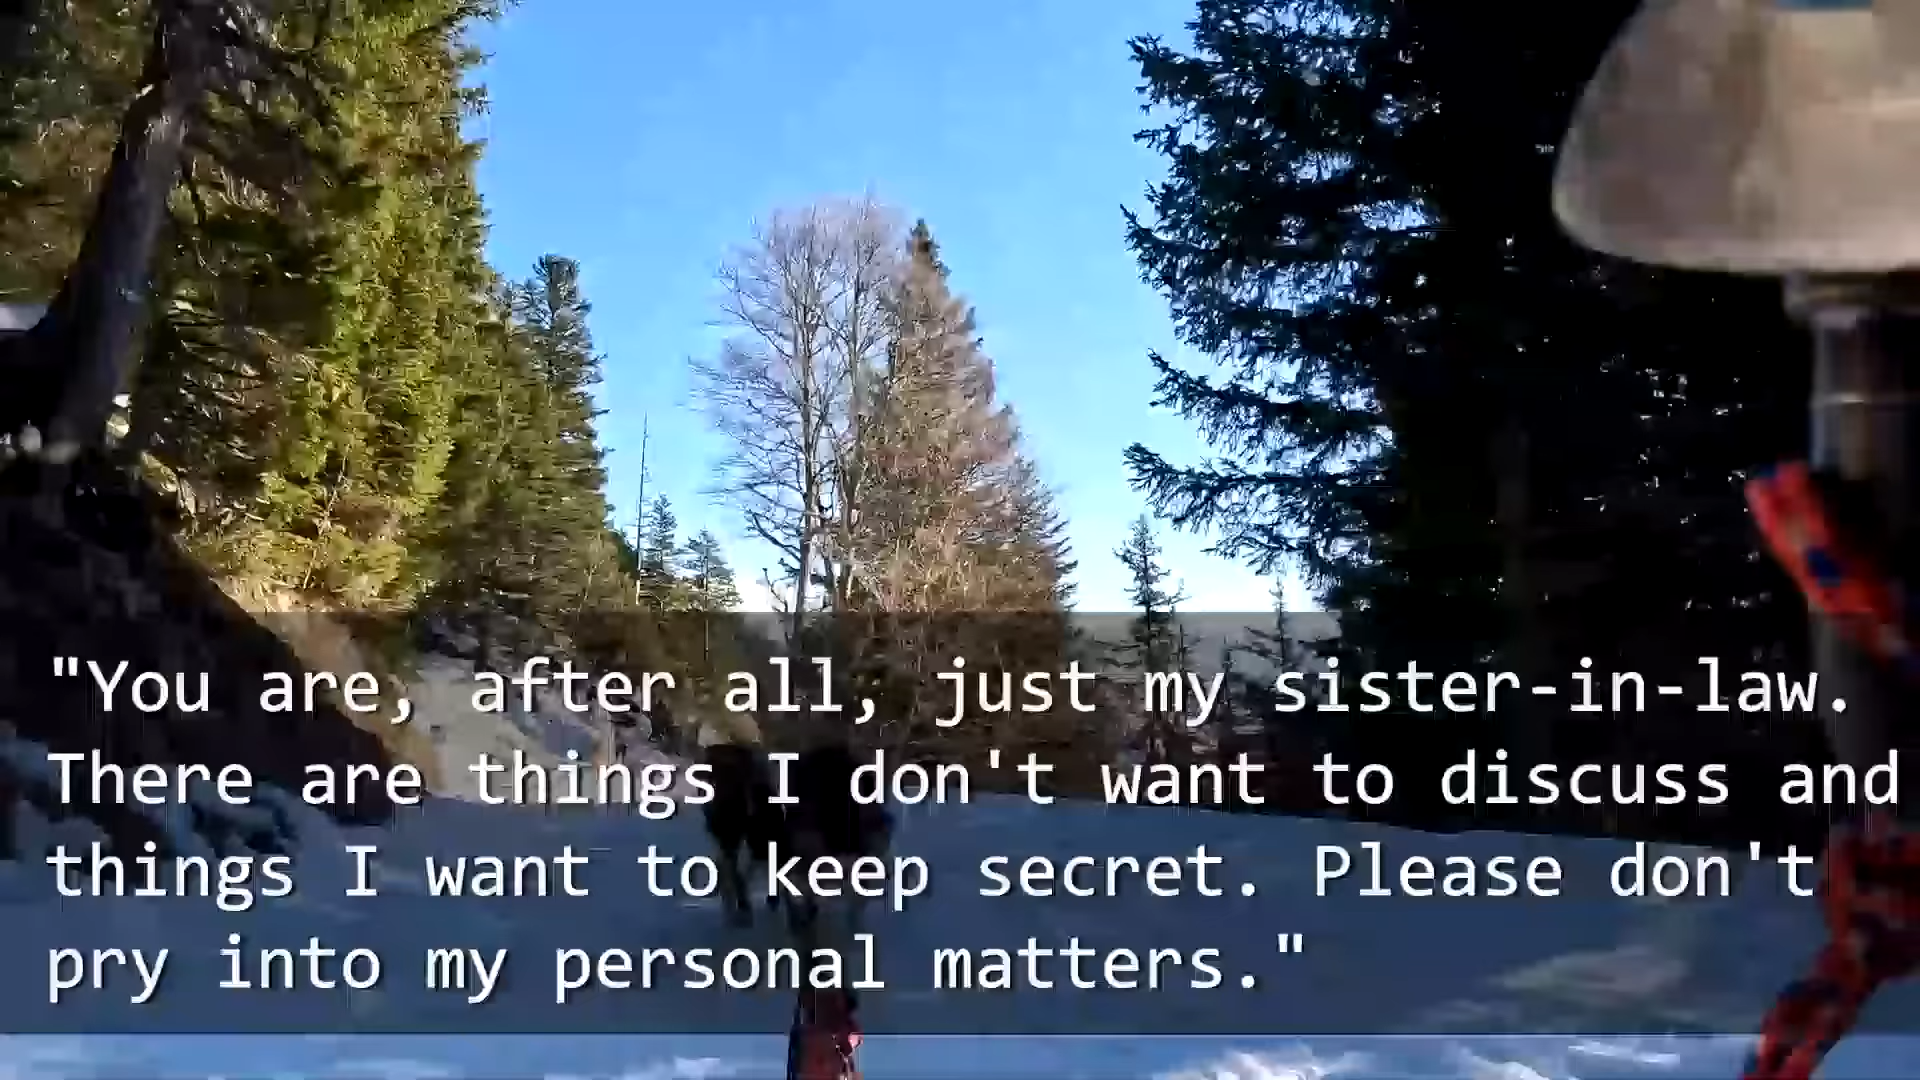 "You are, after all, just my sister-in-law.
There are things I don't want to discuss and
things I want to keep secret. Please don't
pry into my personal matters."